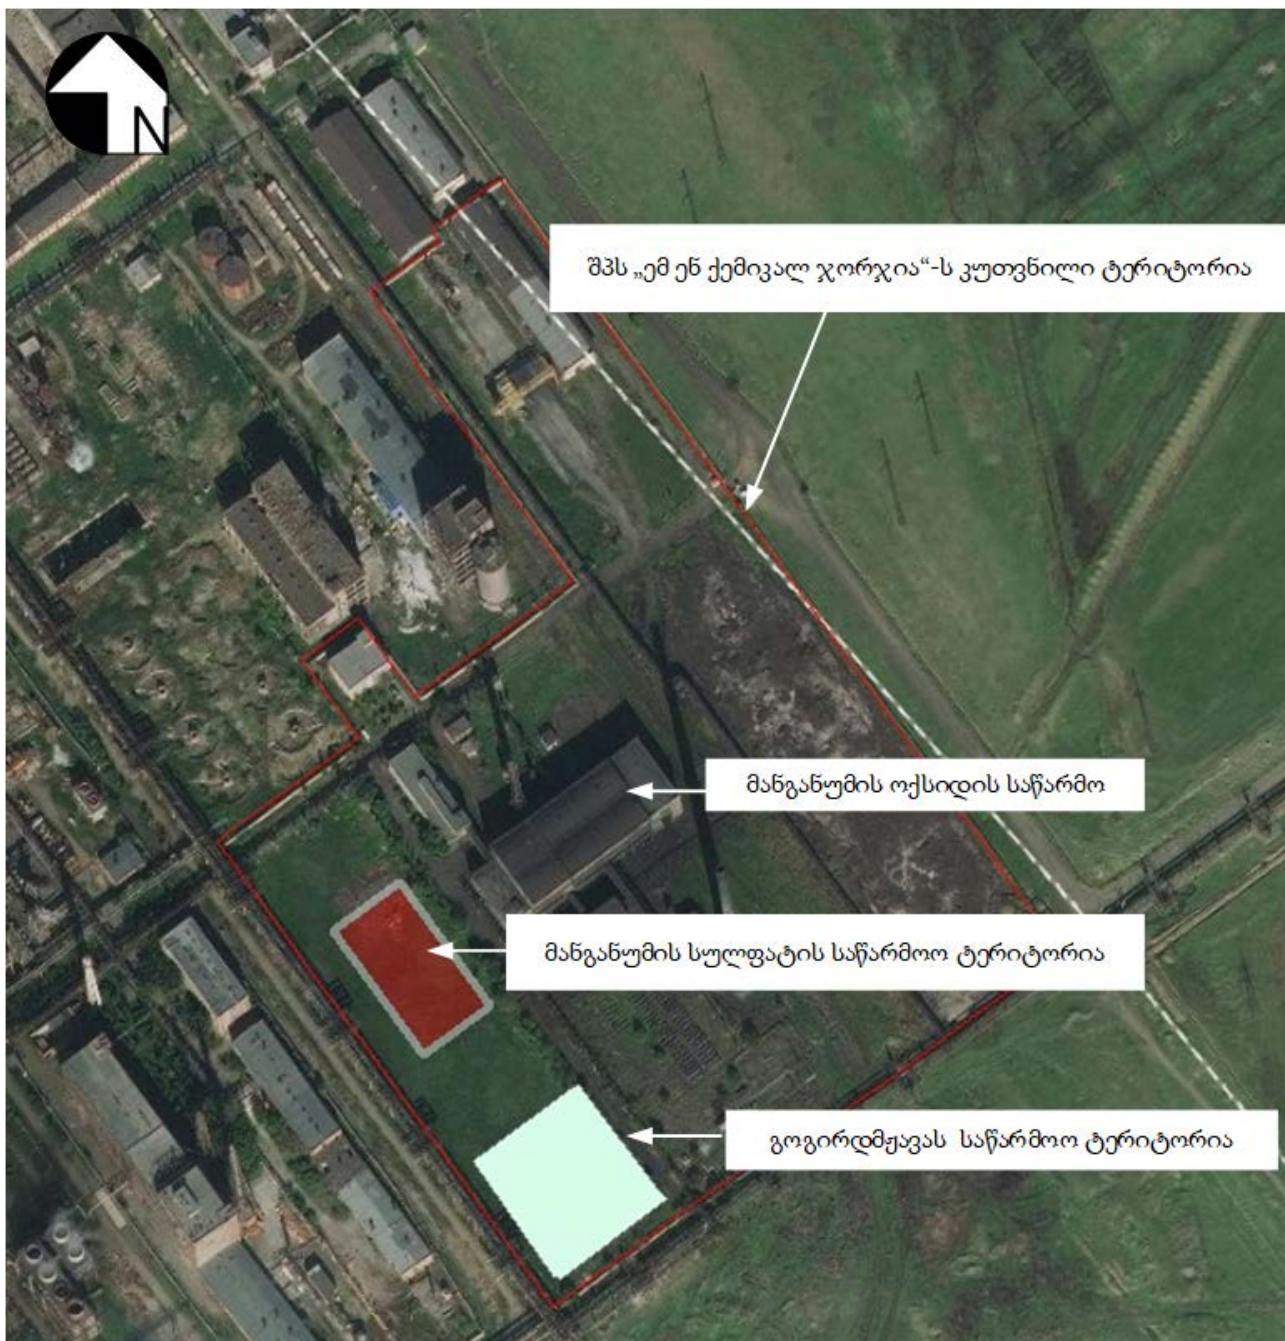 N
შპს „ემ ენ ქემიკალ ჯორჯია“-ს კუთვნილი ტერიტორია
მანგანუმის ოქსიდის საწარმო
მანგანუმის სულფატის საწარმოო ტერიტორია
გოგირდმჟავას საწარმოო ტერიტორია